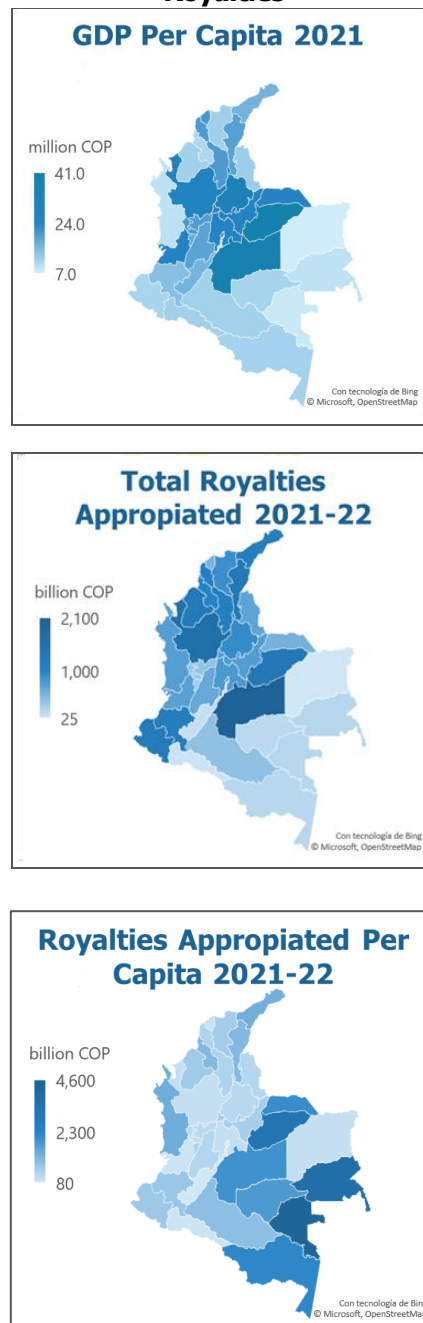 Royalties
GDP Per Capita 2021
million COP
41.0
24.0
7.0
Con tecnología de Bing
© Microsoft, OpenStreetMap
Total Royalties
Appropiated 2021-22
billion COP
2,100
1,000
25
Con tecnología de Bing
© Microsoft, OpenStreetMap
Royalties Appropiated Per
Capita 2021-22
billion COP
4,600
2,300
80
Con tecnología de Bing
© Microsoft, OpenStreetMap